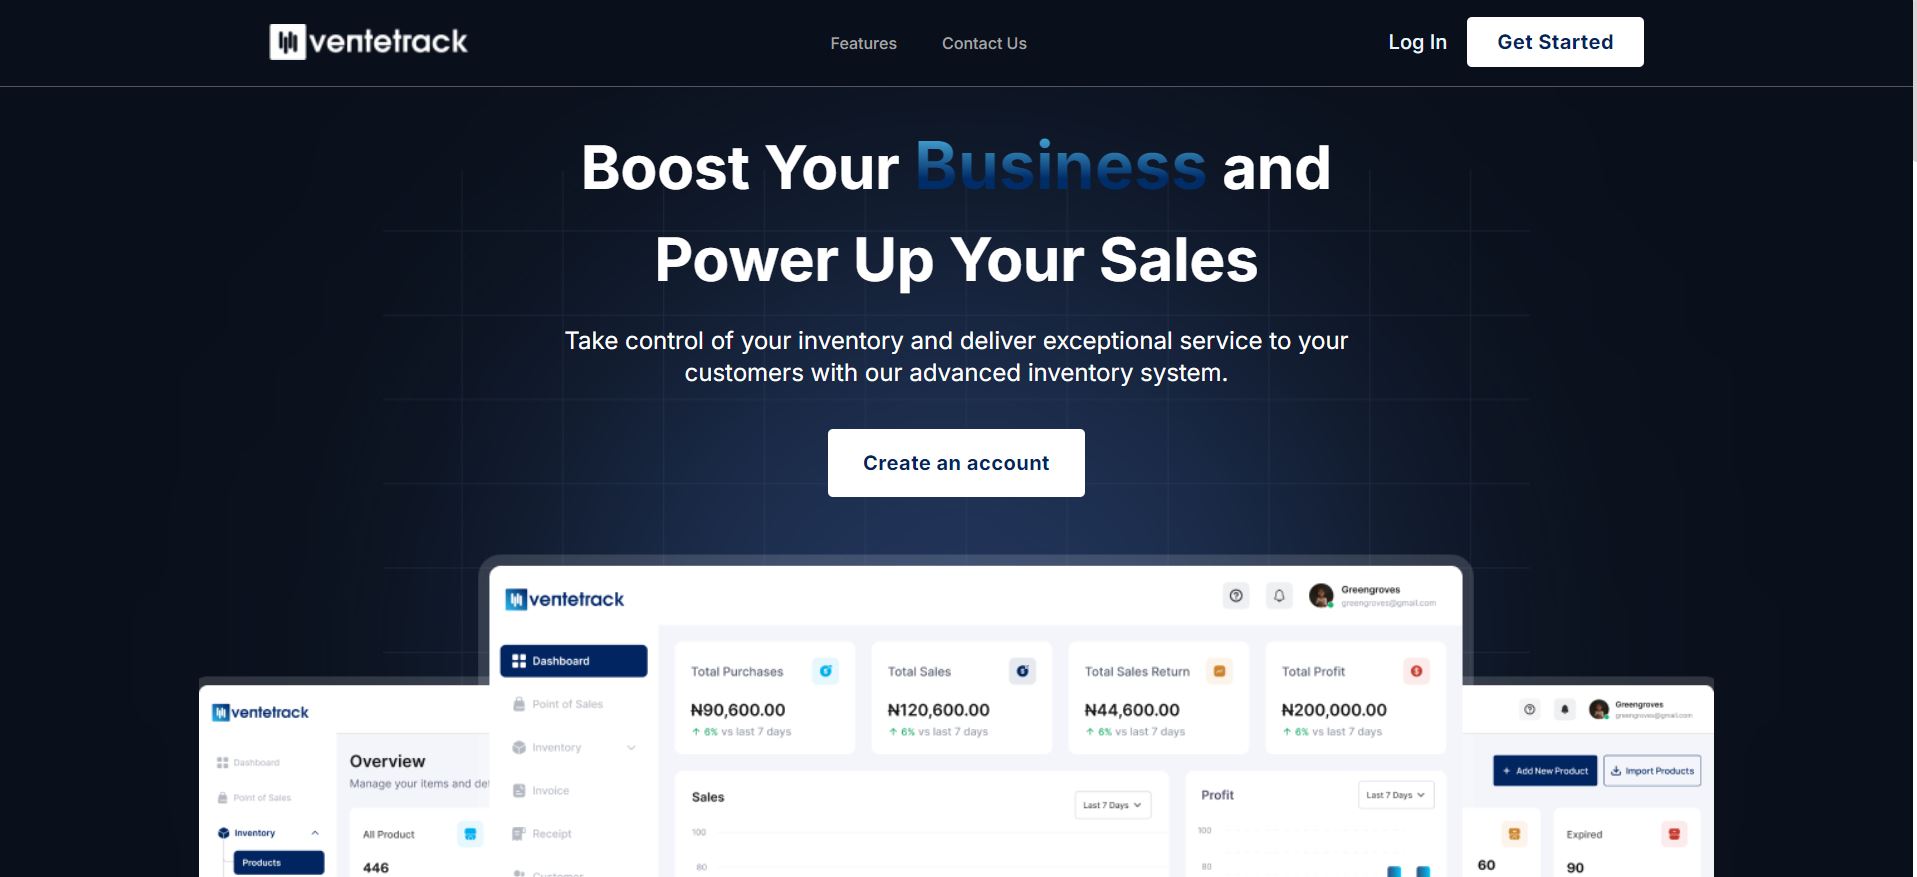 ventetrack
Features
Contact Us
Log In
Get Started
Boost Your Business and
Power Up Your Sales
Take control of your inventory and deliver exceptional service to your
customers with our advanced inventory system.
Create an account
ventetrack
Greengroves
greengroves@gmail.com
Dashboard
Point of Sales
Inventory
Invoice
Receipt
Customer
Total Purchases
₦90,600.00
↑ 6% vs last 7 days
Total Sales
₦120,600.00
↑ 6% vs last 7 days
Total Sales Return
₦44,600.00
↑ 6% vs last 7 days
Total Profit
₦200,000.00
↑ 6% vs last 7 days
Sales
Last 7 Days
100
80
Profit
Last 7 Days
100
80
ventetrack
Dashboard
Point of Sales
Inventory
Products
Overview
Manage your items and det
All Product
446
Greengroves
greengroves@gmail.com
+ Add New Product
Import Products
60
Expired
90